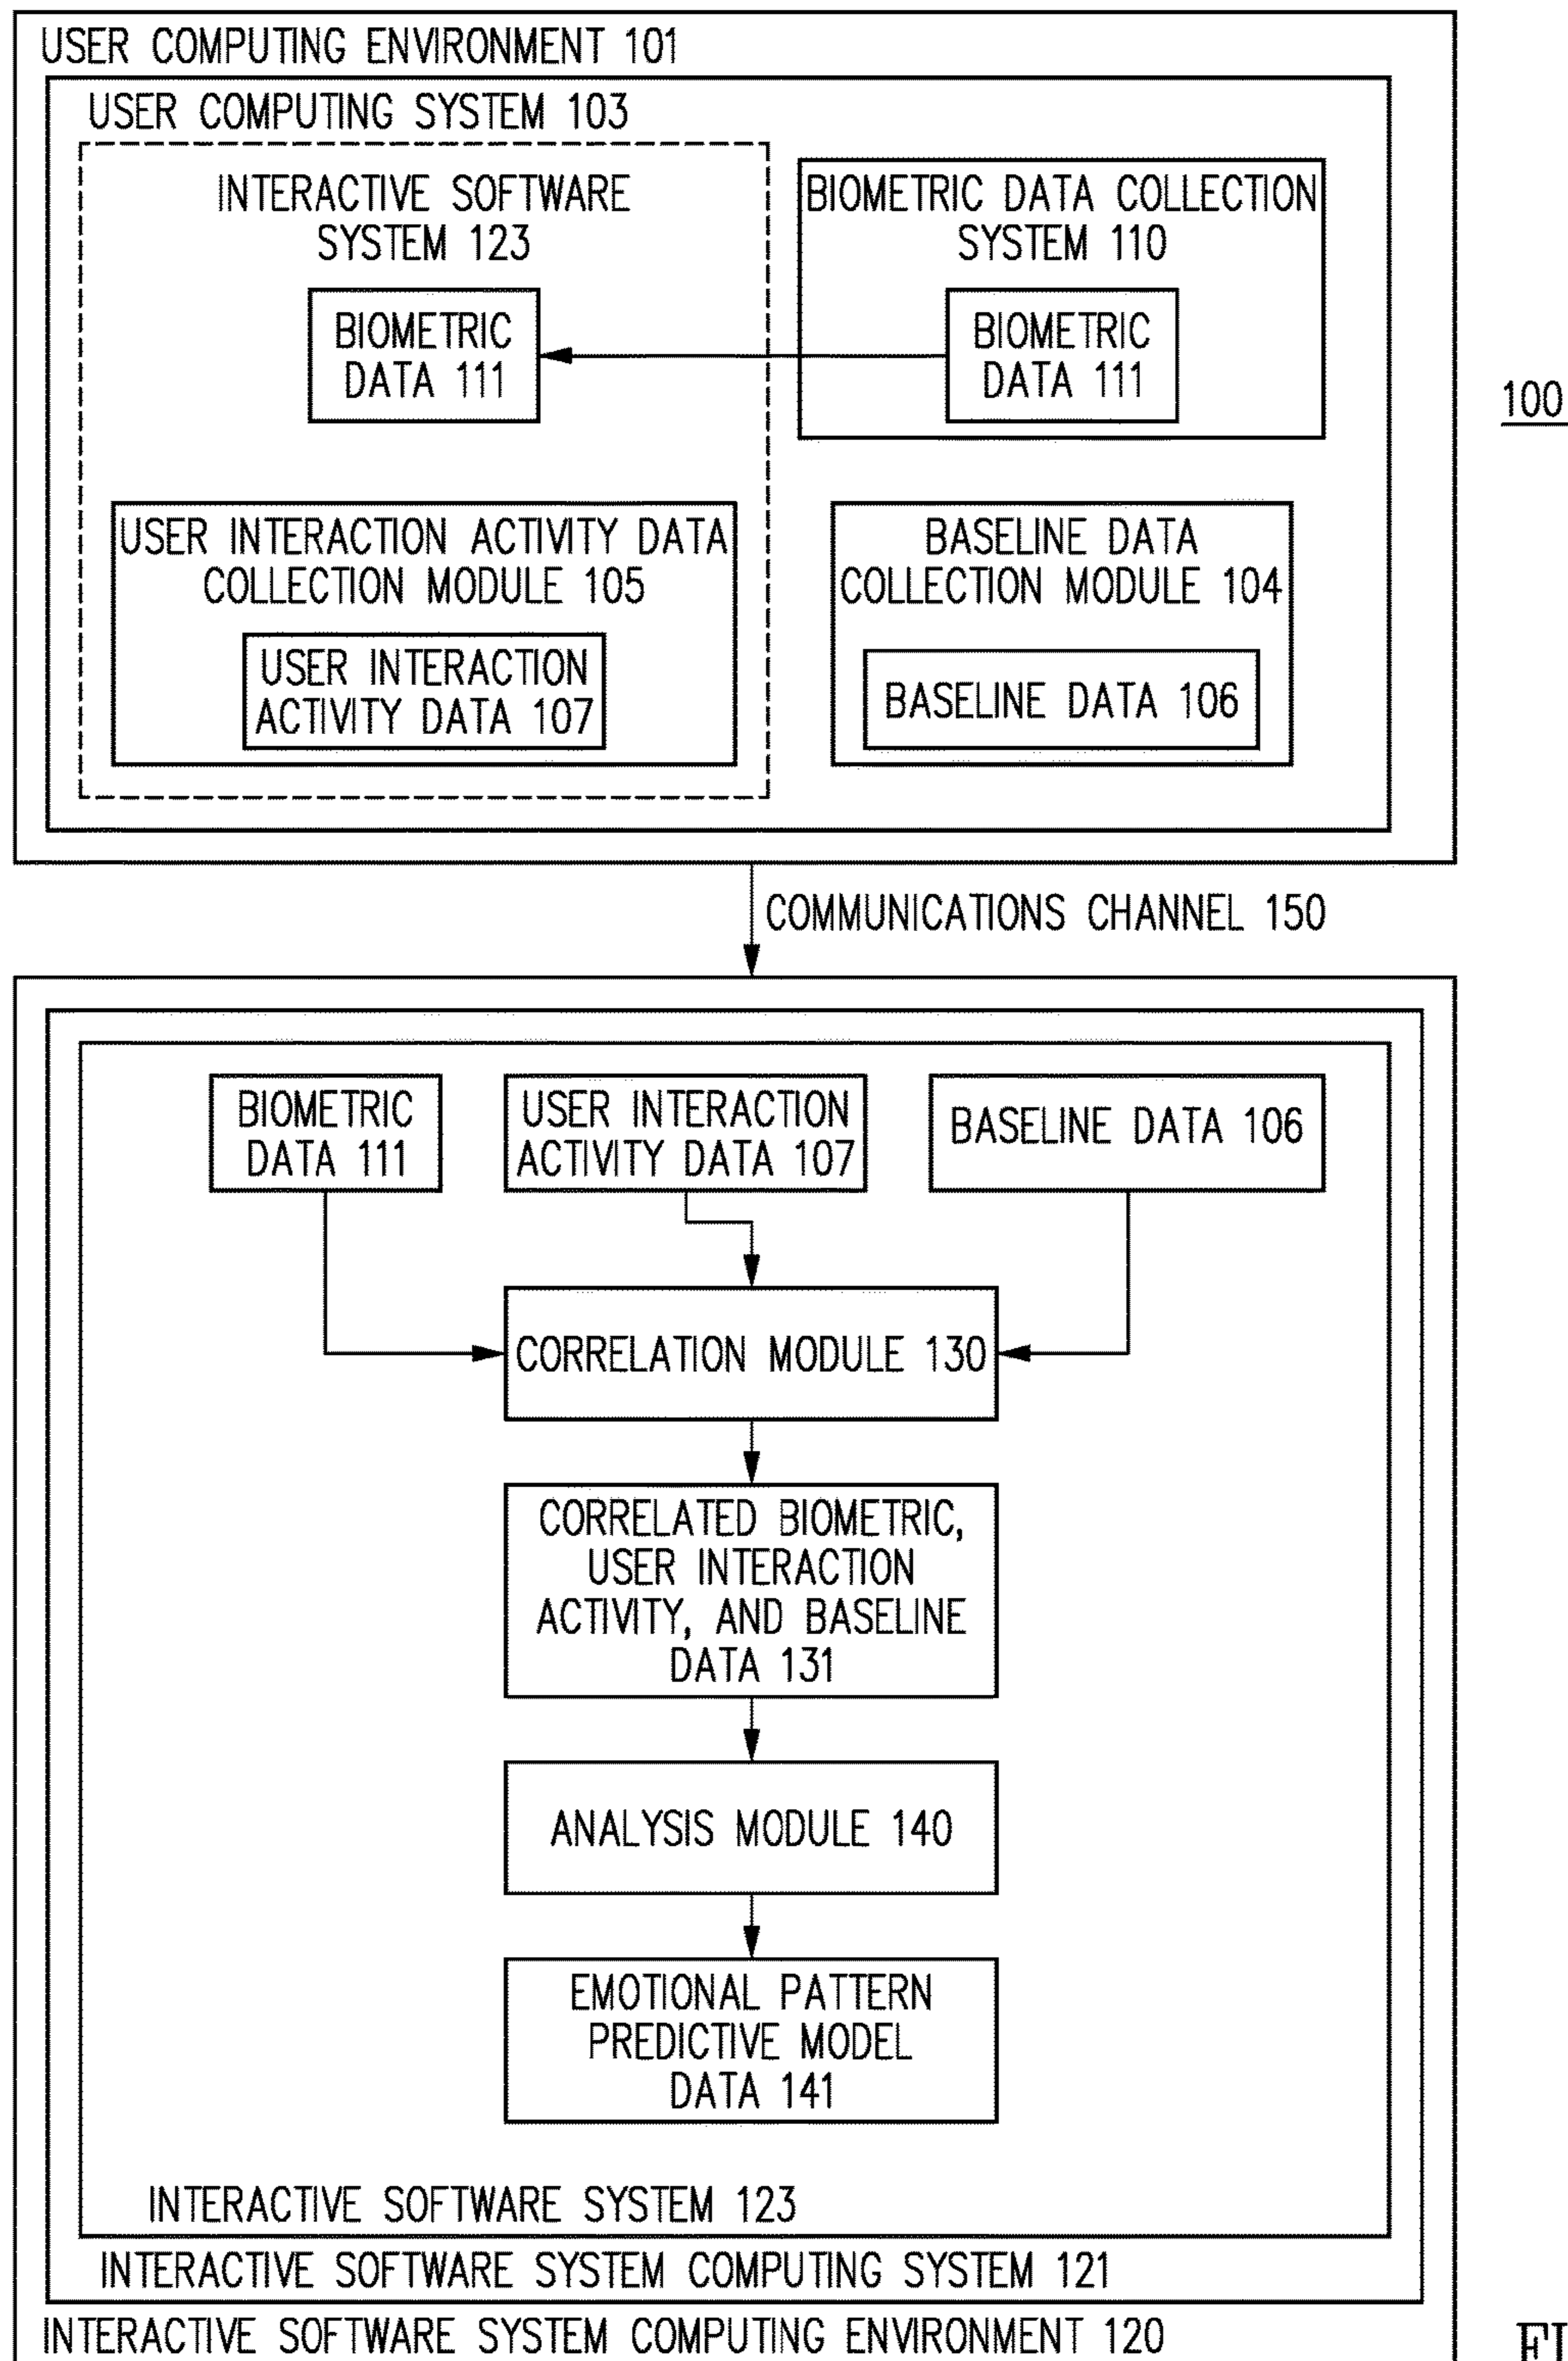 USER COMPUTING ENVIRONMENT 101
USER COMPUTING SYSTEM 103
INTERACTIVE SOFTWARE
SYSTEM 123
BIOMETRIC DATA 111
BIOMETRIC DATA COLLECTION
SYSTEM 110
BIOMETRIC
DATA 111
100
USER INTERACTION ACTIVITY DATA
COLLECTION MODULE 105
USER INTERACTION
ACTIVITY DATA 107
BASELINE DATA
COLLECTION MODULE 104
BASELINE DATA 106
COMMUNICATIONS CHANNEL 150
BIOMETRIC
DATA 111
USER INTERACTION
ACTIVITY DATA 107
BASELINE DATA 106
CORRELATION MODULE 130
CORRELATED BIOMETRIC,
USER INTERACTION
ACTIVITY, AND BASELINE
DATA 131
ANALYSIS MODULE 140
EMOTIONAL PATTERN
PREDICTIVE MODEL
DATA 141
INTERACTIVE SOFTWARE SYSTEM 123
INTERACTIVE SOFTWARE SYSTEM COMPUTING SYSTEM 121
INTERACTIVE SOFTWARE SYSTEM COMPUTING ENVIRONMENT 120